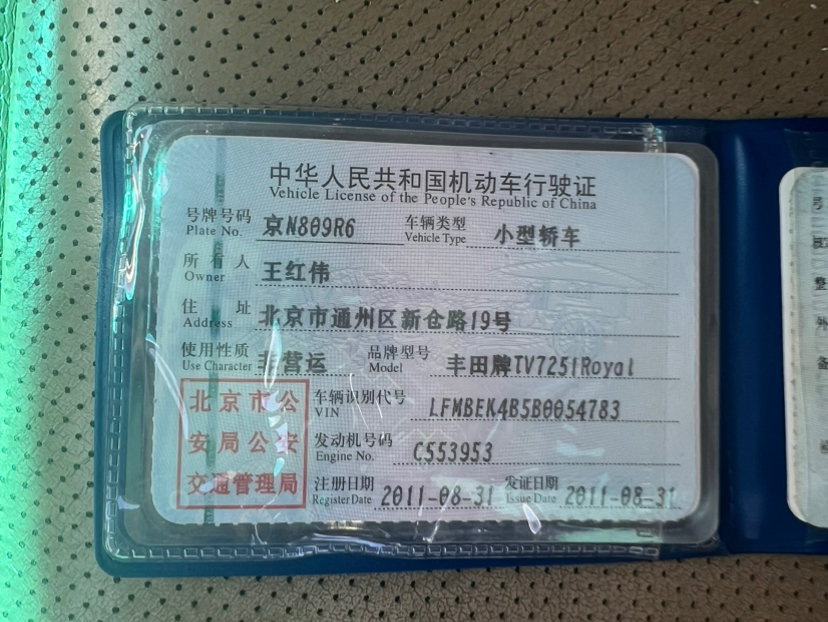 中华人民共和国机动车行驶证
Vehicle License of the People's Republic of China
号牌号码 京N809R6 车辆类型 小型轿车
Plate No. Vehicle Type
所有人 王红伟
Owner
住址 北京市通州区新仓路19号
Address
使用性质 非营运 品牌型号 丰田牌TV7251Royal
Use Character Model
北京市公
安局公安
交通管理局
车辆识别代号 LFMBEK4B5B0054783
VIN
发动机号码 C553953
Engine No.
注册日期 2011-08-31 发证日期 2011-08-31
Register Date Issue Date
号
整
外
备